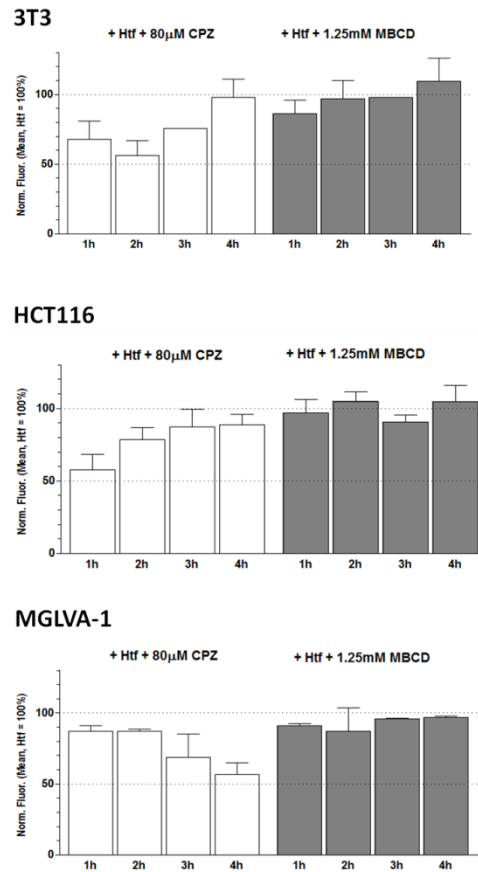 3T3
+ Htf + 80µM CPZ + Htf + 1.25mM MBCD
Norm. Fluor. (Mean, Htf = 100%)
100
50
0
1h 2h 3h 4h 1h 2h 3h 4h
HCT116
+ Htf + 80µM CPZ + Htf + 1.25mM MBCD
Norm. Fluor. (Mean, Htf = 100%)
100
50
0
1h 2h 3h 4h 1h 2h 3h 4h
MGLVA-1
+ Htf + 80µM CPZ + Htf + 1.25mM MBCD
Norm. Fluor. (Mean, Htf = 100%)
100
50
0
1h 2h 3h 4h 1h 2h 3h 4h